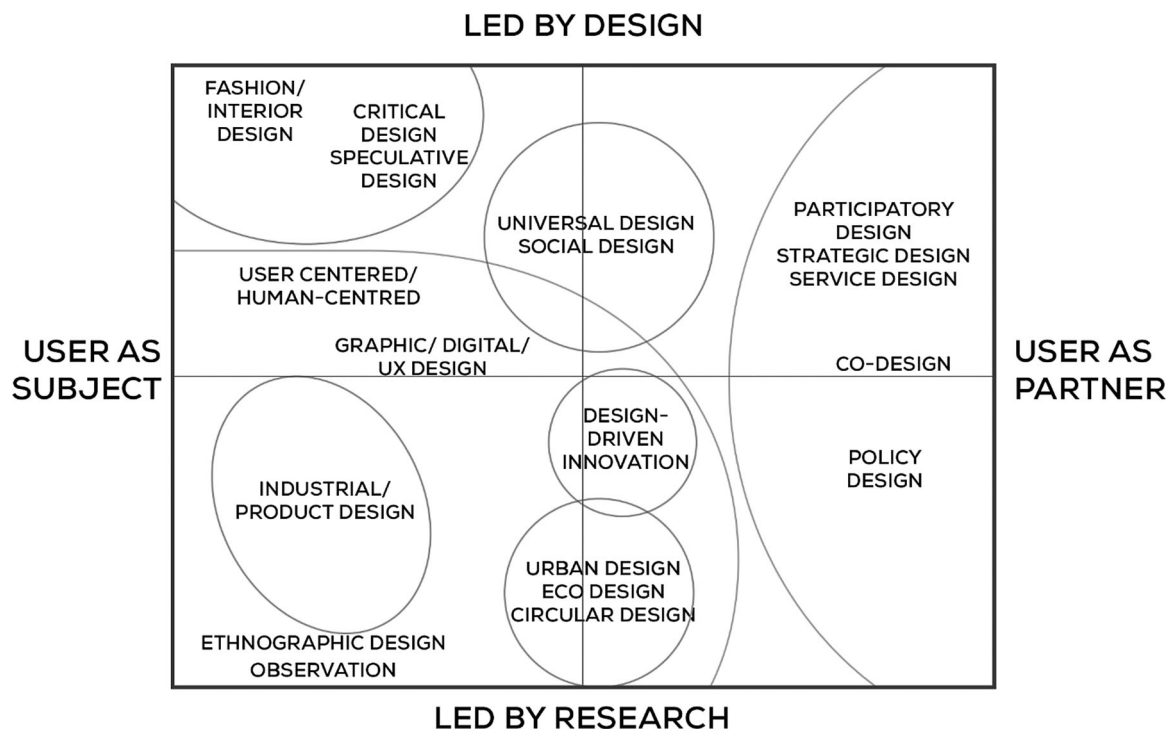 LED BY DESIGN
FASHION/
INTERIOR
DESIGN
CRITICAL
DESIGN
SPECULATIVE
DESIGN
UNIVERSAL DESIGN
SOCIAL DESIGN
PARTICIPATORY
DESIGN
STRATEGIC DESIGN
SERVICE DESIGN
USER CENTERED/
HUMAN-CENTRED
GRAPHIC/ DIGITAL/
UX DESIGN
CO-DESIGN
USER AS
SUBJECT
USER AS
PARTNER
DESIGN-
DRIVEN
INNOVATION
POLICY
DESIGN
INDUSTRIAL/
PRODUCT DESIGN
URBAN DESIGN
ECO DESIGN
CIRCULAR DESIGN
ETHNOGRAPHIC DESIGN
OBSERVATION
LED BY RESEARCH